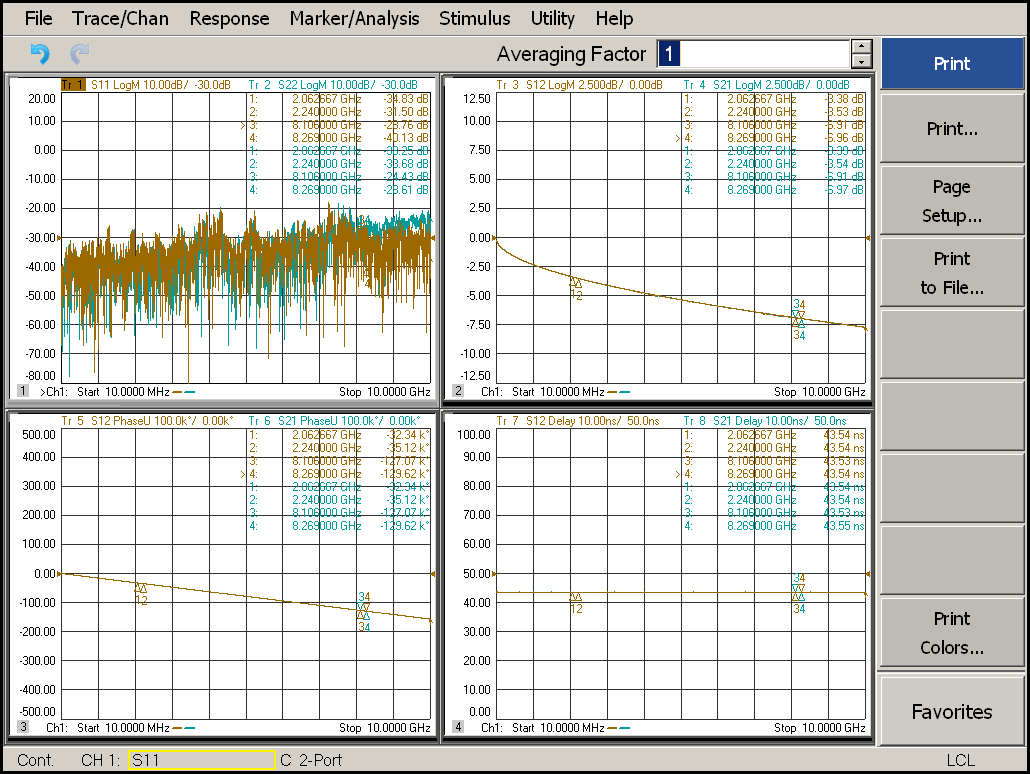 File Trace/Chan Response Marker/Analysis Stimulus Utility Help
Averaging Factor 1
Tr 1 S11 LogM 10.00dB/ -30.0dB Tr 2 S22 LogM 10.00dB/ -30.0dB
20.00
10.00
0.00
-10.00
-20.00
-30.00
-40.00
-50.00
-60.00
-70.00
-80.00
1: 2.062667 GHz -34.83 dB
2: 2.240000 GHz -31.50 dB
>3: 8.106000 GHz
4: 8.269000 GHz
1: 2.062667 GHz
2: 2.240000 GHz
3: 8.106000 GHz -24.43 dB
4: 8.269000 GHz
1 >Ch1: Start 10.0000 MHz Stop 10.0000 GHz
Tr 3 S12 LogM 2.500dB/ 0.00dB Tr 4 S21 LogM 2.500dB/ 0.00dB
12.50
10.00
7.50
5.00
2.50
0.00
-2.50
-5.00
-7.50
-10.00
-12.50
1: 2.062667 GHz -3.38 dB
2: 2.240000 GHz -3.53 dB
3: 8.106000 GHz -6.91 dB
>4: 8.269000 GHz -6.96 dB
1: 2.062667 GHz -3.39 dB
2: 2.240000 GHz -3.54 dB
3: 8.106000 GHz -6.91 dB
4: 8.269000 GHz -6.97 dB
12
34
34
2 Ch1: Start 10.0000 MHz Stop 10.0000 GHz
Tr 5 S12 PhaseU 100.0k°/ 0.00k° Tr 6 S21 PhaseU 100.0k°/ 0.00k°
500.00
400.00
300.00
200.00
100.00
0.00
-100.00
-200.00
-300.00
-400.00
-500.00
1: 2.062667 GHz -32.34 k°
2: 2.240000 GHz -35.12 k°
3: 8.106000 GHz -127.07 k°
>4: 8.269000 GHz -129.62 k°
1: 2.062667 GHz -32.34 k°
2: 2.240000 GHz -35.12 k°
3: 8.106000 GHz -127.07 k°
4: 8.269000 GHz -129.62 k°
12
34
34
3 Ch1: Start 10.0000 MHz Stop 10.0000 GHz
Tr 7 S12 Delay 10.00ns/ 50.0ns Tr 8 S21 Delay 10.00ns/ 50.0ns
100.00
90.00
80.00
70.00
60.00
50.00
40.00
30.00
20.00
10.00
0.00
1: 2.062667 GHz 43.54 ns
2: 2.240000 GHz 43.54 ns
3: 8.106000 GHz 43.53 ns
>4: 8.269000 GHz 43.54 ns
1: 2.062667 GHz 43.54 ns
2: 2.240000 GHz 43.54 ns
3: 8.106000 GHz 43.53 ns
4: 8.269000 GHz 43.55 ns
12
34
34
4 Ch1: Start 10.0000 MHz Stop 10.0000 GHz
Print
Print...
Page
Setup...
Print
to File...
Print
Colors...
Favorites
Cont. CH 1: S11 C 2-Port LCL